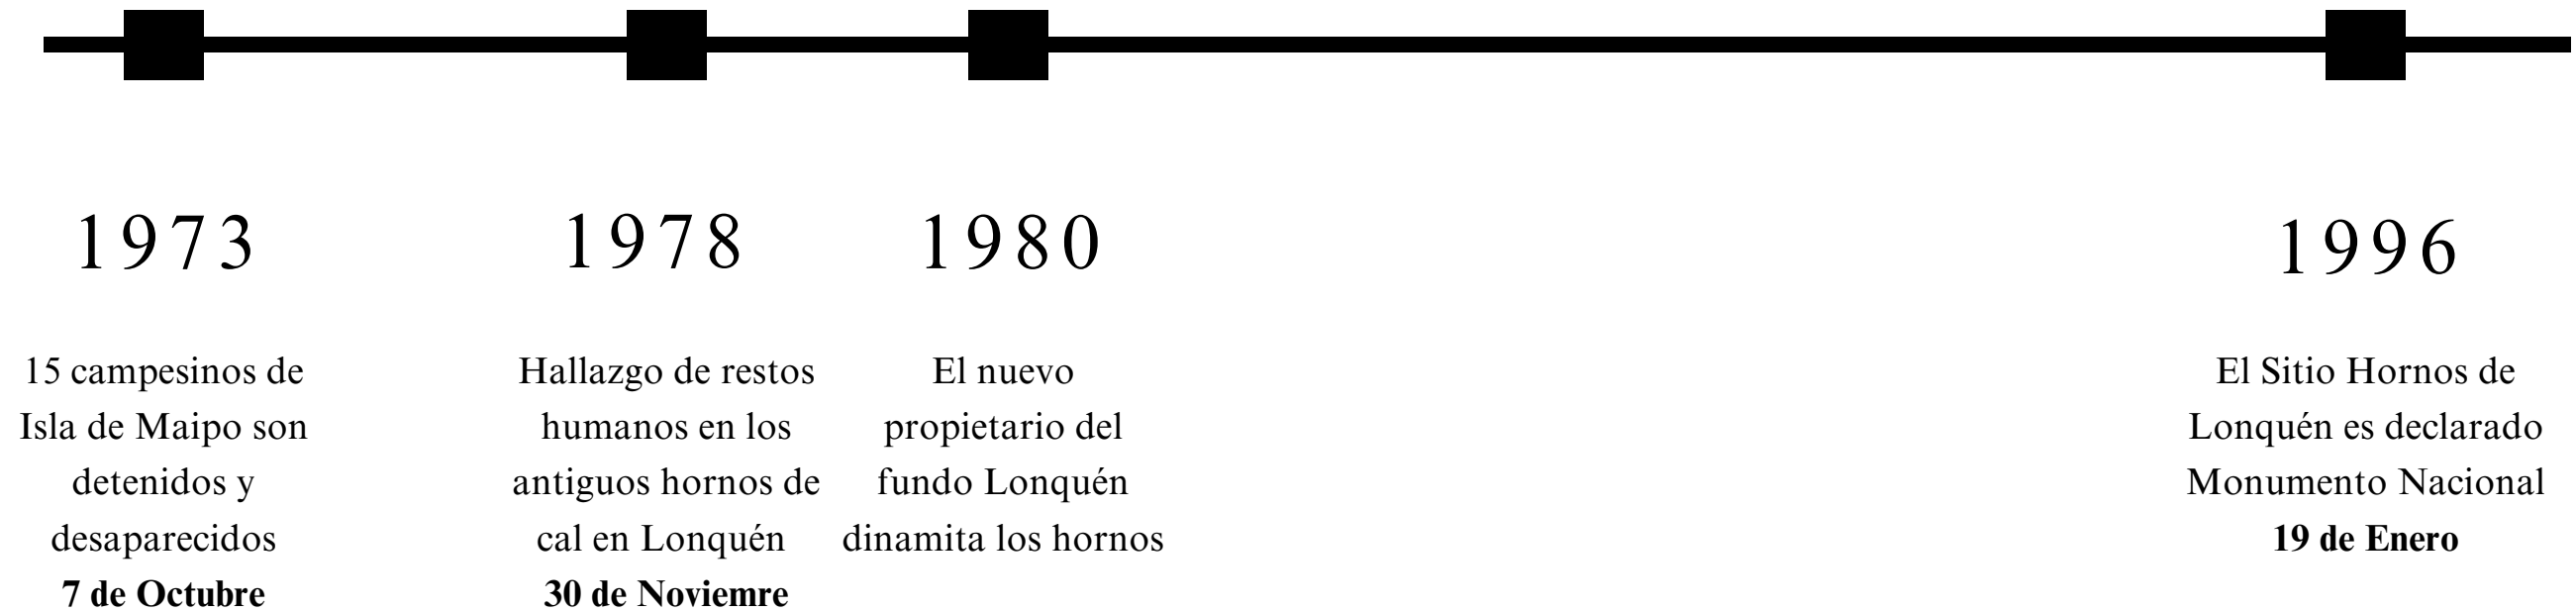 1973
15 campesinos de
Isla de Maipo son
detenidos y
desaparecidos
7 de Octubre
1978
Hallazgo de restos
humanos en los
antiguos hornos de
cal en Lonquén
30 de Noviemre
1980
El nuevo
propietario del
fundo Lonquén
dinamita los hornos
1996
El Sitio Hornos de
Lonquén es declarado
Monumento Nacional
19 de Enero